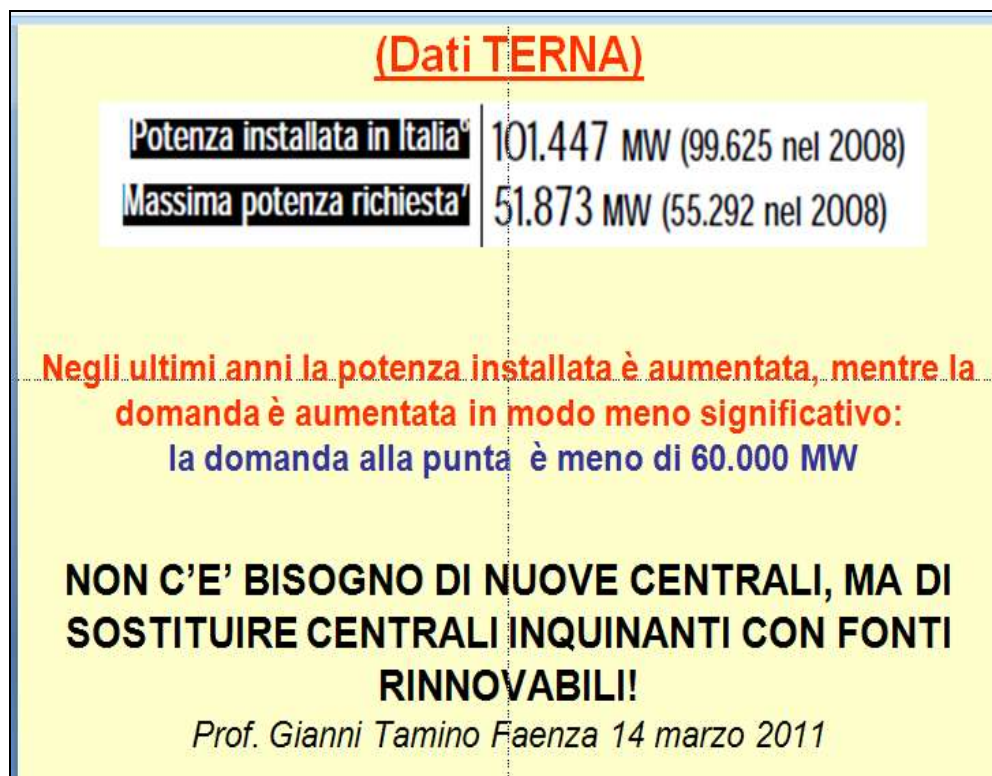 (Dati TERNA)
Potenza installata in Italia° 101.447 MW (99.625 nel 2008)
Massima potenza richiesta' 51.873 MW (55.292 nel 2008)
Negli ultimi anni la potenza installata è aumentata, mentre la
domanda è aumentata in modo meno significativo:
la domanda alla punta è meno di 60.000 MW
NON C'E' BISOGNO DI NUOVE CENTRALI, MA DI
SOSTITUIRE CENTRALI INQUINANTI CON FONTI
RINNOVABILI!
Prof. Gianni Tamino Faenza 14 marzo 2011